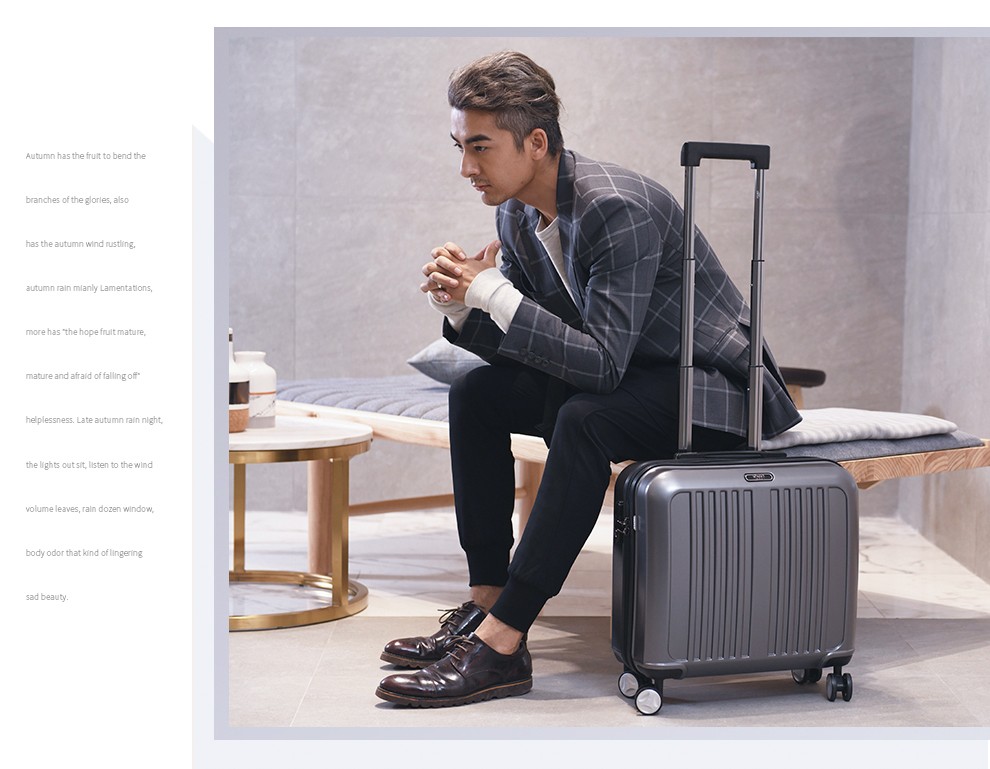 Autumn has the fruit to bend the
branches of the glories, also
has the autumn wind rustling,
autumn rain mianly Lamentations,
more has "the hope fruit mature,
mature and afraid of falling off"
helplessness. Late autumn rain night,
the lights out sit, listen to the wind
volume leaves, rain dozen window,
body odor that kind of lingering
sad beauty.